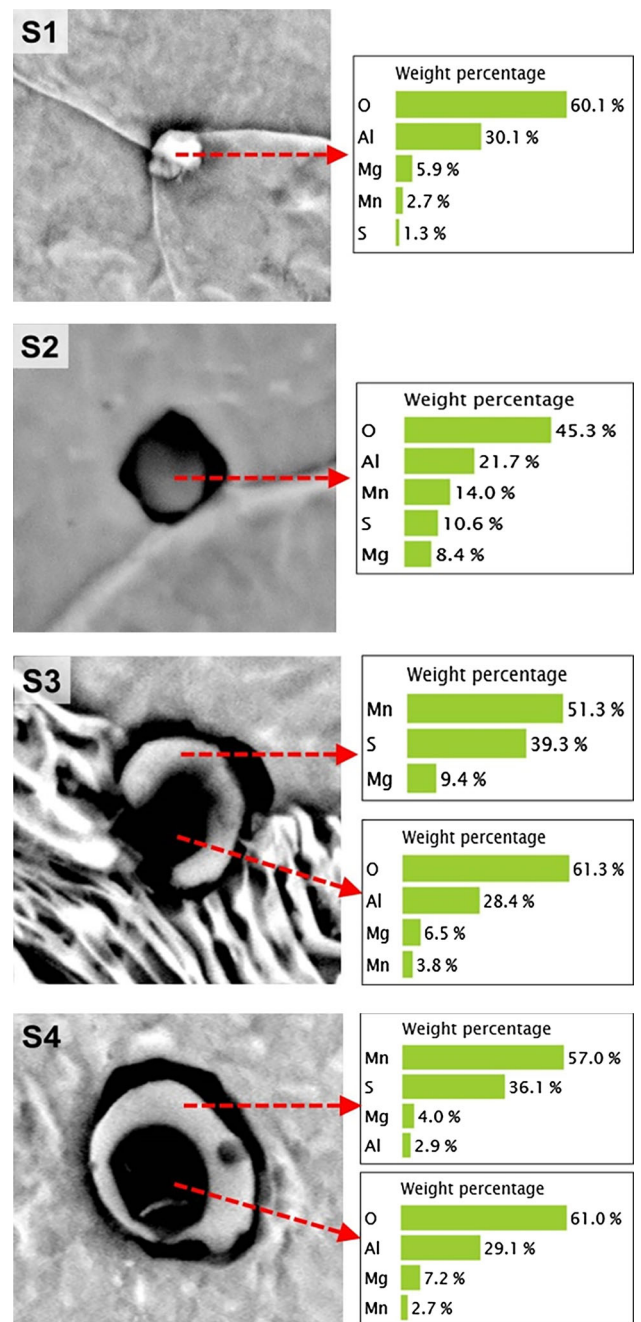 S1
Weight percentage
O 60.1 %
Al 30.1 %
Mg 5.9 %
Mn 2.7 %
S 1.3 %
S2
Weight percentage
O 45.3 %
Al 21.7 %
Mn 14.0 %
S 10.6 %
Mg 8.4 %
S3
Weight percentage
Mn 51.3 %
S 39.3 %
Mg 9.4 %
Weight percentage
O 61.3 %
Al 28.4 %
Mg 6.5 %
Mn 3.8 %
S4
Weight percentage
Mn 57.0 %
S 36.1 %
Mg 4.0 %
Al 2.9 %
Weight percentage
O 61.0 %
Al 29.1 %
Mg 7.2 %
Mn 2.7 %